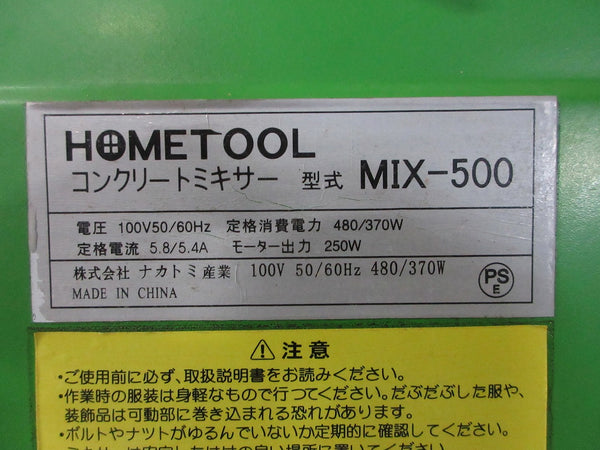 HOMETOOL
コンクリートミキサー 型式 MIX-500
電圧 100V50/60Hz 定格消費電力 480/370W
定格電流 5.8/5.4A モーター出力 250W
株式会社 ナカトミ産業 100V 50/60Hz 480/370W
MADE IN CHINA
PS
E
⚠注意
・ご使用前に必ず、取扱説明書をお読みください。
・作業時の服装は身軽なもので行つてください。だぶだぶした服や、
装飾品は可動部に巻き込まれる恐れがあります。
・ボルトやナツトがゆるんでいないか定期的に確認してください。